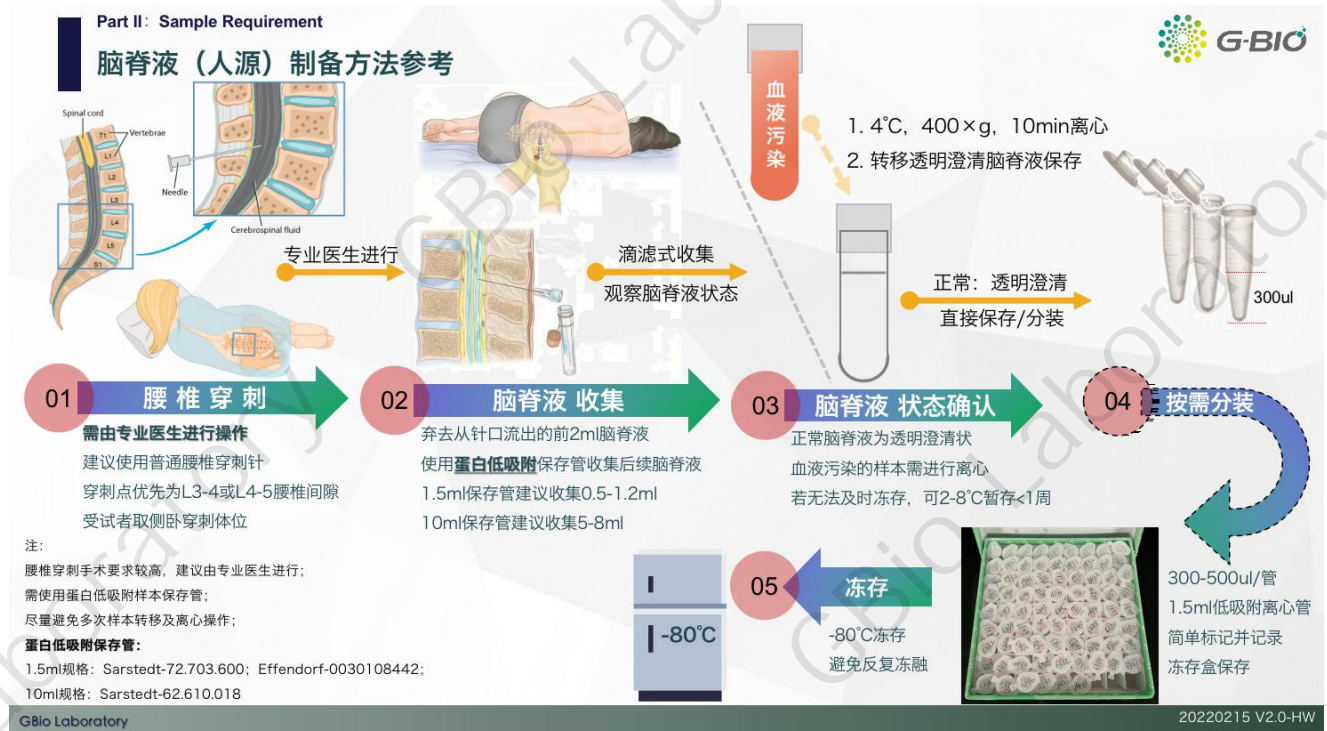 Part II：Sample Requirement
脑脊液（人源）制备方法参考
G-BIO
Spinal cord
T1
Vertebrae
L1
L2
L3
L4
L5
S1
Needle
Cerebrospinal fluid
专业医生进行
滴滤式收集
观察脑脊液状态
血液污染
1. 4℃，400×g，10min离心
2. 转移透明澄清脑脊液保存
正常：透明澄清
直接保存/分装
300ul
01
腰 椎 穿 刺
需由专业医生进行操作
建议使用普通腰椎穿刺针
穿刺点优先为L3-4或L4-5腰椎间隙
受试者取侧卧穿刺体位
02
脑脊液 收集
弃去从针口流出的前2ml脑脊液
使用蛋白低吸附保存管收集后续脑脊液
1.5ml保存管建议收集0.5-1.2ml
10ml保存管建议收集5-8ml
03
脑脊液 状态确认
正常脑脊液为透明澄清状
血液污染的样本需进行离心
若无法及时冻存，可2-8℃暂存<1周
04
按需分装
300-500ul/管
1.5ml低吸附离心管
简单标记并记录
冻存盒保存
05
冻存
-80℃冻存
避免反复冻融
-80℃
注：
腰椎穿刺手术要求较高，建议由专业医生进行；
需使用蛋白低吸附样本保存管；
尽量避免多次样本转移及离心操作；
蛋白低吸附保存管：
1.5ml规格：Sarstedt-72.703.600；Effendorf-0030108442；
10ml规格：Sarstedt-62.610.018
GBio Laboratory
20220215 V2.0-HW
GBio Laboratory
GBio Laboratory